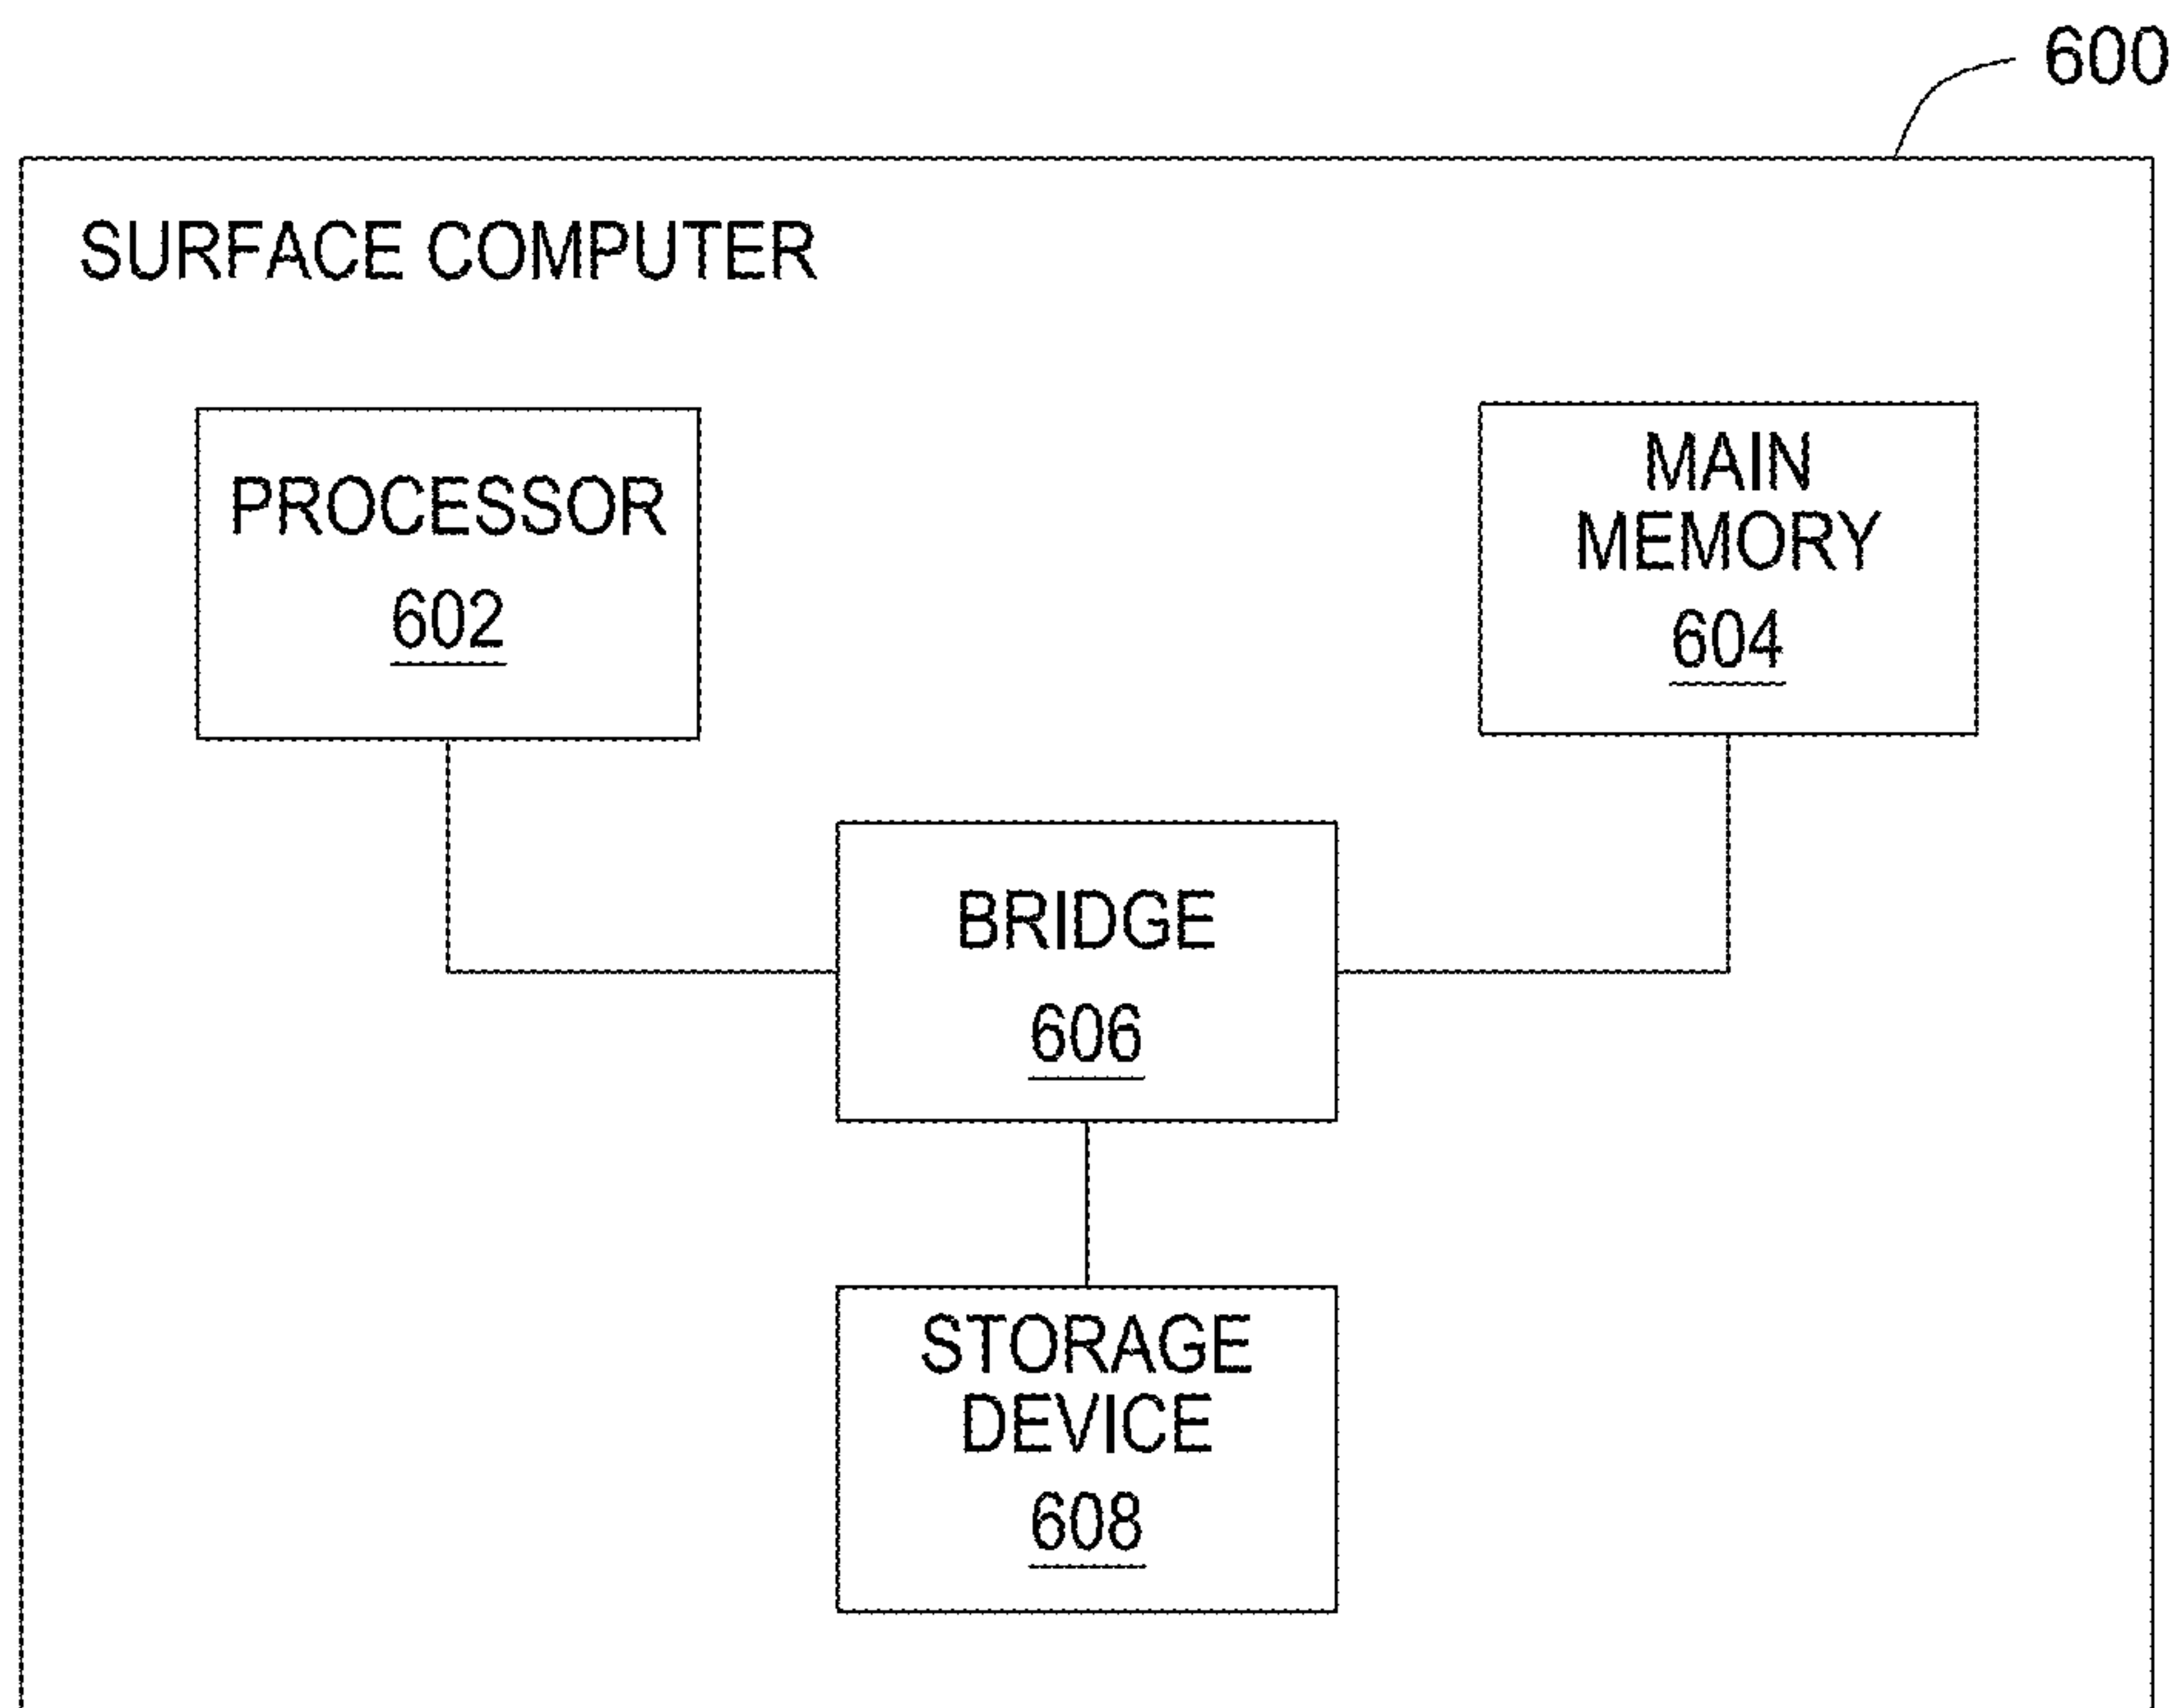 600
SURFACE COMPUTER
PROCESSOR
602
MAIN
MEMORY
604
BRIDGE
606
STORAGE
DEVICE
608